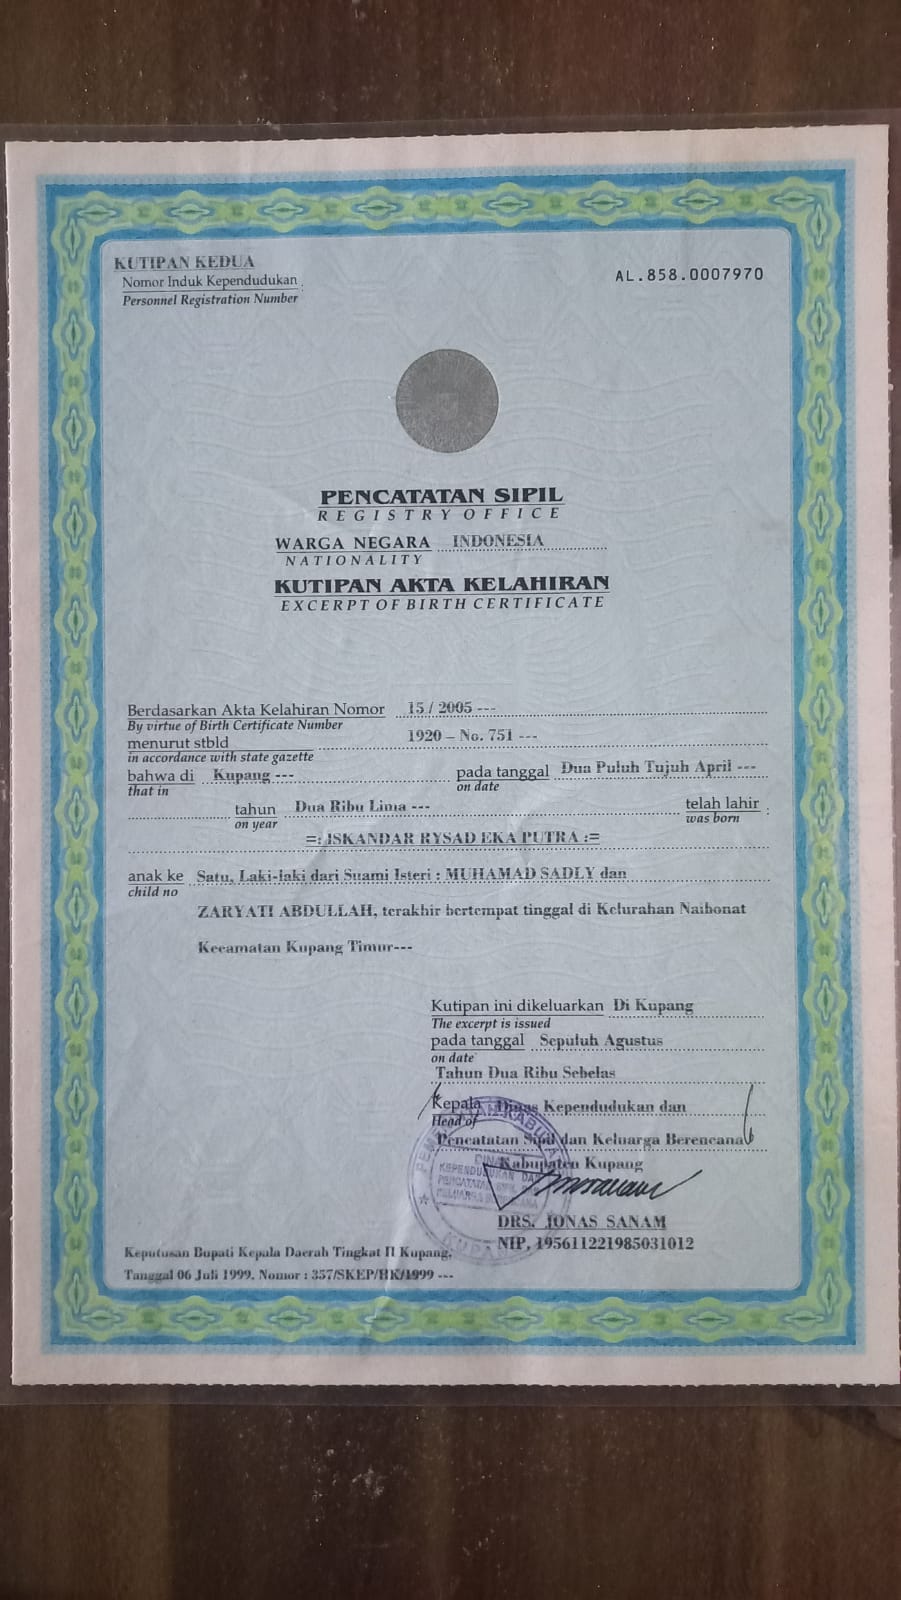 KUTIPAN KEDUA
Nomor Induk Kependudukan :
Personnel Registration Number
AL.858.0007970
PENCATATAN SIPIL
REGISTRY OFFICE
WARGA NEGARA INDONESIA
NATIONALITY
KUTIPAN AKTA KELAHIRAN
EXCERPT OF BIRTH CERTIFICATE
Berdasarkan Akta Kelahiran Nomor 15 / 2005 ---
By virtue of Birth Certificate Number
menurut stbld 1920 – No. 751 ---
in accordance with state gazette
bahwa di Kupang --- pada tanggal Dua Puluh Tujuh April ---
that in on date
tahun Dua Ribu Lima --- telah lahir :
on year was born
=: ISKANDAR RYSAD EKA PUTRA :=
anak ke Satu, Laki-laki dari Suami Isteri : MUHAMAD SADLY dan
child no
ZARYATI ABDULLAH, terakhir bertempat tinggal di Kelurahan Naibonat
Kecamatan Kupang Timur---
Kutipan ini dikeluarkan Di Kupang
The excerpt is issued
pada tanggal Sepuluh Agustus
on date
Tahun Dua Ribu Sebelas
Kepala Dinas Kependudukan dan
Head of
Pencatatan Sipil dan Keluarga Berencana
Kabupaten Kupang
DRS. JONAS SANAM
NIP. 195611221985031012
Keputusan Bupati Kepala Daerah Tingkat II Kupang,
Tanggal 06 Juli 1999, Nomor : 357/SKEP/HK/1999 ---